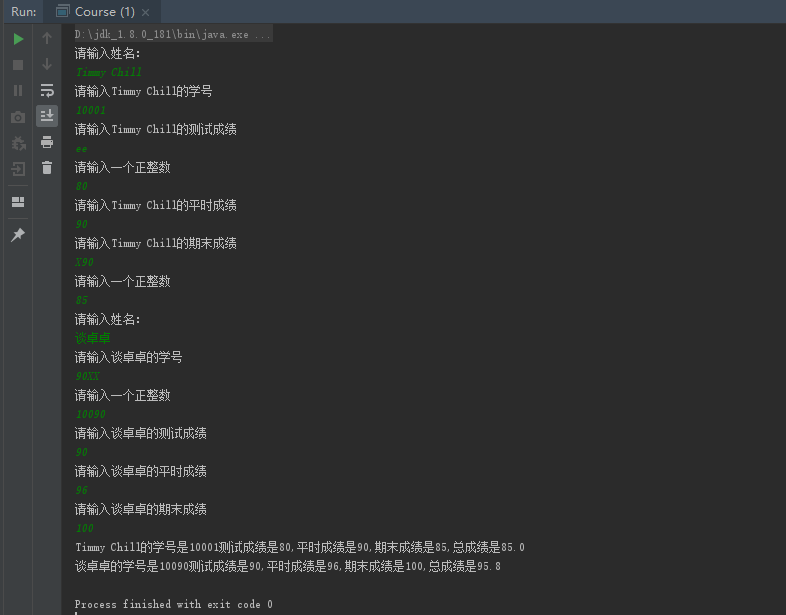 Run: Course (1) ×
D:\jdk_1.8.0_181\bin\java.exe ...
请输入姓名:
Timmy Chill
请输入Timmy Chill的学号
10001
请输入Timmy Chill的测试成绩
**
请输入一个正整数
80
请输入Timmy Chill的平时成绩
90
请输入Timmy Chill的期末成绩
X90
请输入一个正整数
85
请输入姓名:
谈卓卓
请输入谈卓卓的学号
90XX
请输入一个正整数
10090
请输入谈卓卓的测试成绩
90
请输入谈卓卓的平时成绩
96
请输入谈卓卓的期末成绩
100
Timmy Chill的学号是10001测试成绩是80,平时成绩是90,期末成绩是85,总成绩是85.0
谈卓卓的学号是10090测试成绩是90,平时成绩是96,期末成绩是100,总成绩是95.8
Process finished with exit code 0